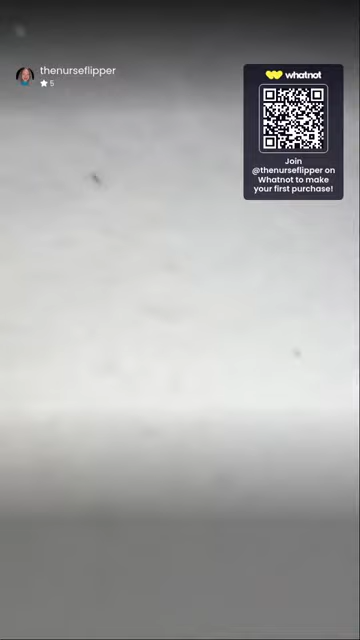 thenurseflipper
5
whatnot
Join
@thenurseflipper on
Whatnot to make
your first purchase!